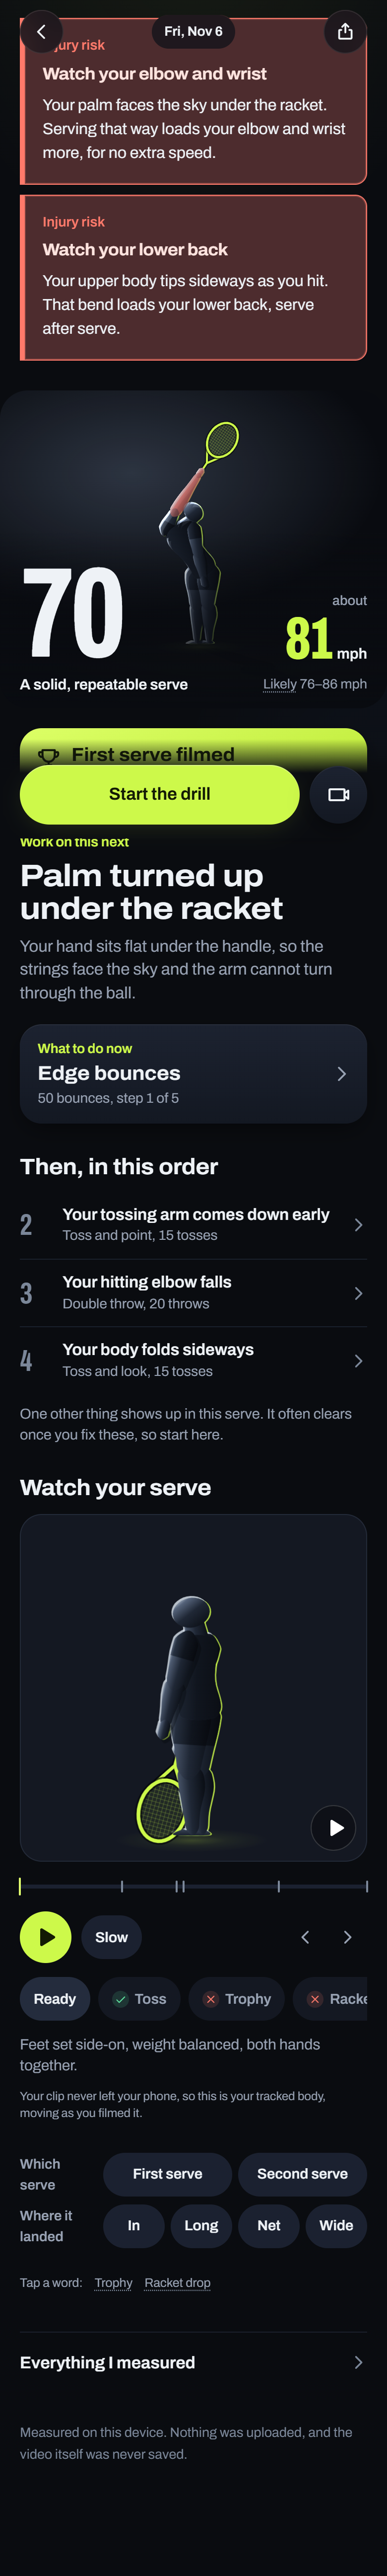 Fri, Nov 6
Injury risk
Watch your elbow and wrist
Your palm faces the sky under the racket.
Serving that way loads your elbow and wrist
more, for no extra speed.
Injury risk
Watch your lower back
Your upper body tips sideways as you hit.
That bend loads your lower back, serve
after serve.
70
about
81 mph
A solid, repeatable serve
Likely 76–86 mph
First serve filmed
Start the drill
Work on this next
Palm turned up
under the racket
Your hand sits flat under the handle, so the
strings face the sky and the arm cannot turn
through the ball.
What to do now
Edge bounces
50 bounces, step 1 of 5
Then, in this order
2
Your tossing arm comes down early
Toss and point, 15 tosses
3
Your hitting elbow falls
Double throw, 20 throws
4
Your body folds sideways
Toss and look, 15 tosses
One other thing shows up in this serve. It often clears
once you fix these, so start here.
Watch your serve
Slow
Ready Toss Trophy
Feet set side-on, weight balanced, both hands
together.
Your clip never left your phone, so this is your tracked body,
moving as you filmed it.
Which
serve
First serve Second serve
Where it
landed
In Long Net Wide
Tap a word: Trophy Racket drop
Everything I measured
Measured on this device. Nothing was uploaded, and the
video itself was never saved.